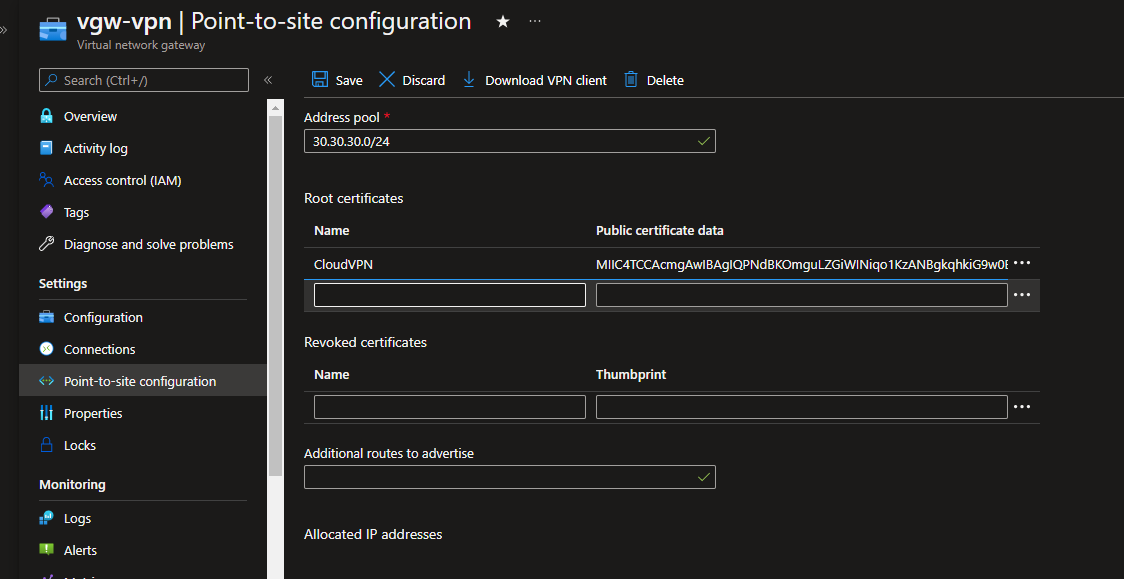 vgw-vpn | Point-to-site configuration
Virtual network gateway
Search (Ctrl+/)
Overview
Activity log
Access control (IAM)
Tags
Diagnose and solve problems
Settings
Configuration
Connections
Point-to-site configuration
Properties
Locks
Monitoring
Logs
Alerts
Save Discard Download VPN client Delete
Address pool *
30.30.30.0/24
Root certificates
Name Public certificate data
CloudVPN MIIC4TCCAcmgAwIBAgIQPNdBKOmguLZGiWINiqo1KzANBgkqhkiG9w0B
Revoked certificates
Name Thumbprint
Additional routes to advertise
Allocated IP addresses